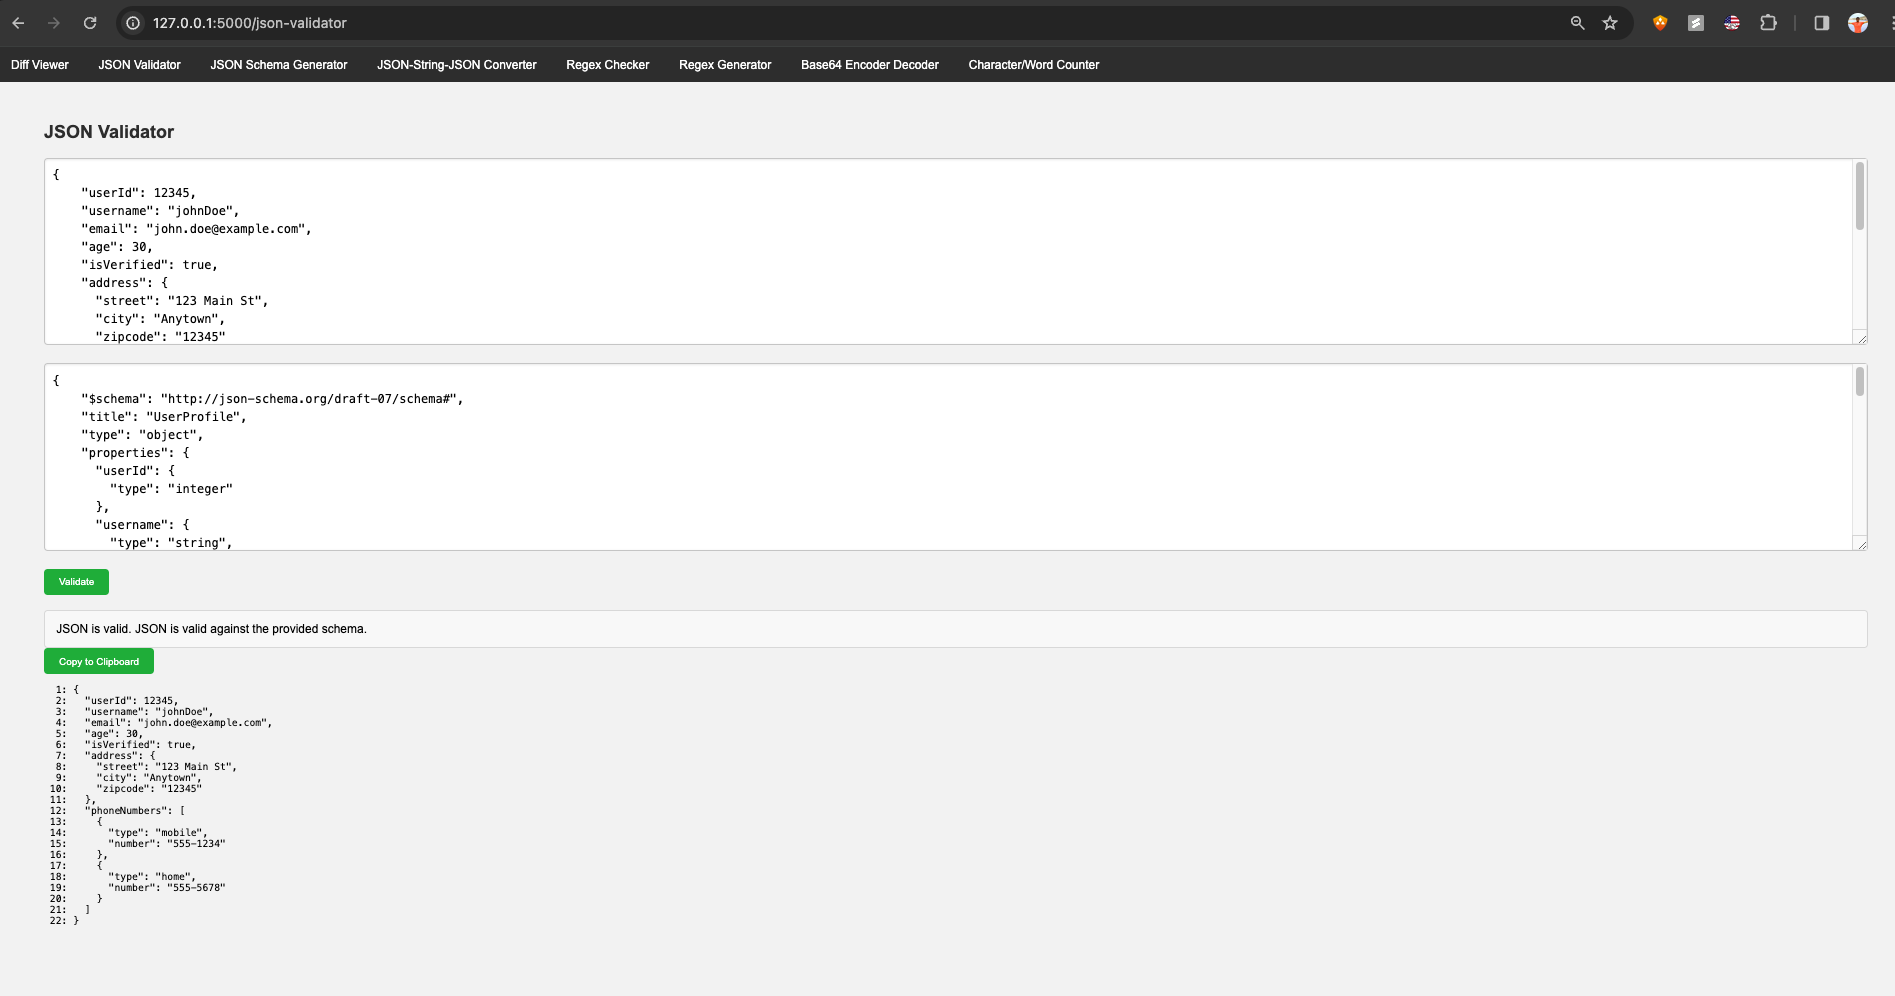 127.0.0.1:5000/json-validator
Diff Viewer JSON Validator JSON Schema Generator JSON-String-JSON Converter Regex Checker Regex Generator Base64 Encoder Decoder Character/Word Counter
JSON Validator
{
    "userId": 12345,
    "username": "johnDoe",
    "email": "john.doe@example.com",
    "age": 30,
    "isVerified": true,
    "address": {
      "street": "123 Main St",
      "city": "Anytown",
      "zipcode": "12345"
{
    "$schema": "http://json-schema.org/draft-07/schema#",
    "title": "UserProfile",
    "type": "object",
    "properties": {
      "userId": {
        "type": "integer"
      },
      "username": {
        "type": "string",
Validate
JSON is valid. JSON is valid against the provided schema.
Copy to Clipboard
 1: {
 2:   "userId": 12345,
 3:   "username": "johnDoe",
 4:   "email": "john.doe@example.com",
 5:   "age": 30,
 6:   "isVerified": true,
 7:   "address": {
 8:     "street": "123 Main St",
 9:     "city": "Anytown",
10:     "zipcode": "12345"
11:   },
12:   "phoneNumbers": [
13:     {
14:       "type": "mobile",
15:       "number": "555-1234"
16:     },
17:     {
18:       "type": "home",
19:       "number": "555-5678"
20:     }
21:   ]
22: }